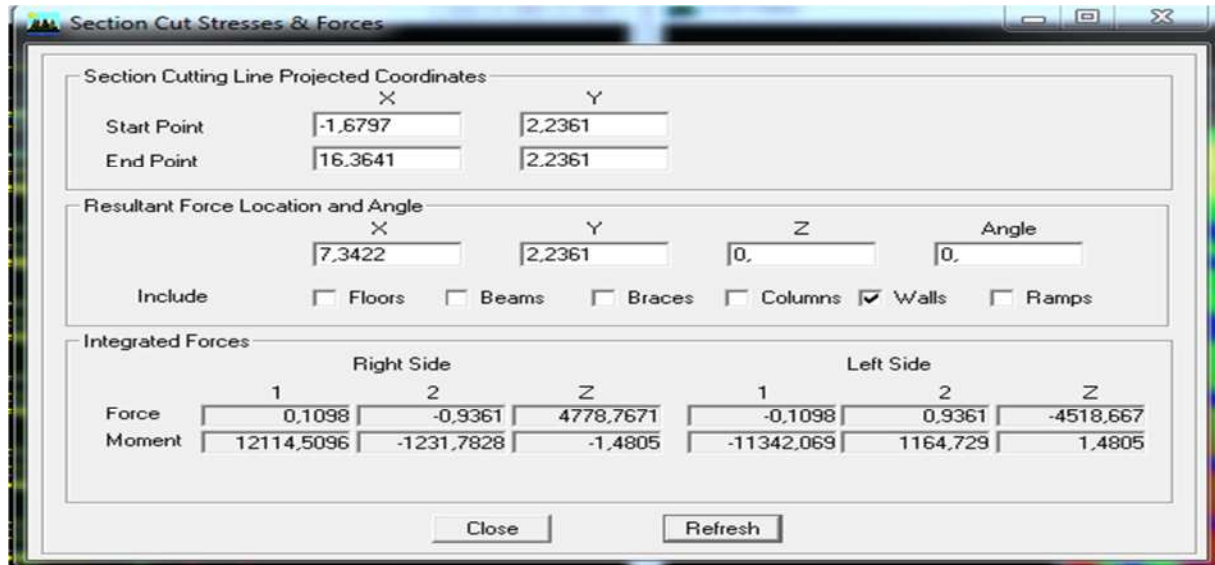 Section Cut Stresses & Forces
Section Cutting Line Projected Coordinates
X Y
Start Point -1,6797 2,2361
End Point 16,3641 2,2361
Resultant Force Location and Angle
X Y Z Angle
7,3422 2,2361 0, 0,
Include Floors Beams Braces Columns Walls Ramps
Integrated Forces
Right Side Left Side
1 2 Z 1 2 Z
Force 0,1098 -0,9361 4778,7671 -0,1098 0,9361 -4518,667
Moment 12114,5096 -1231,7828 -1,4805 -11342,069 1164,729 1,4805
Close Refresh